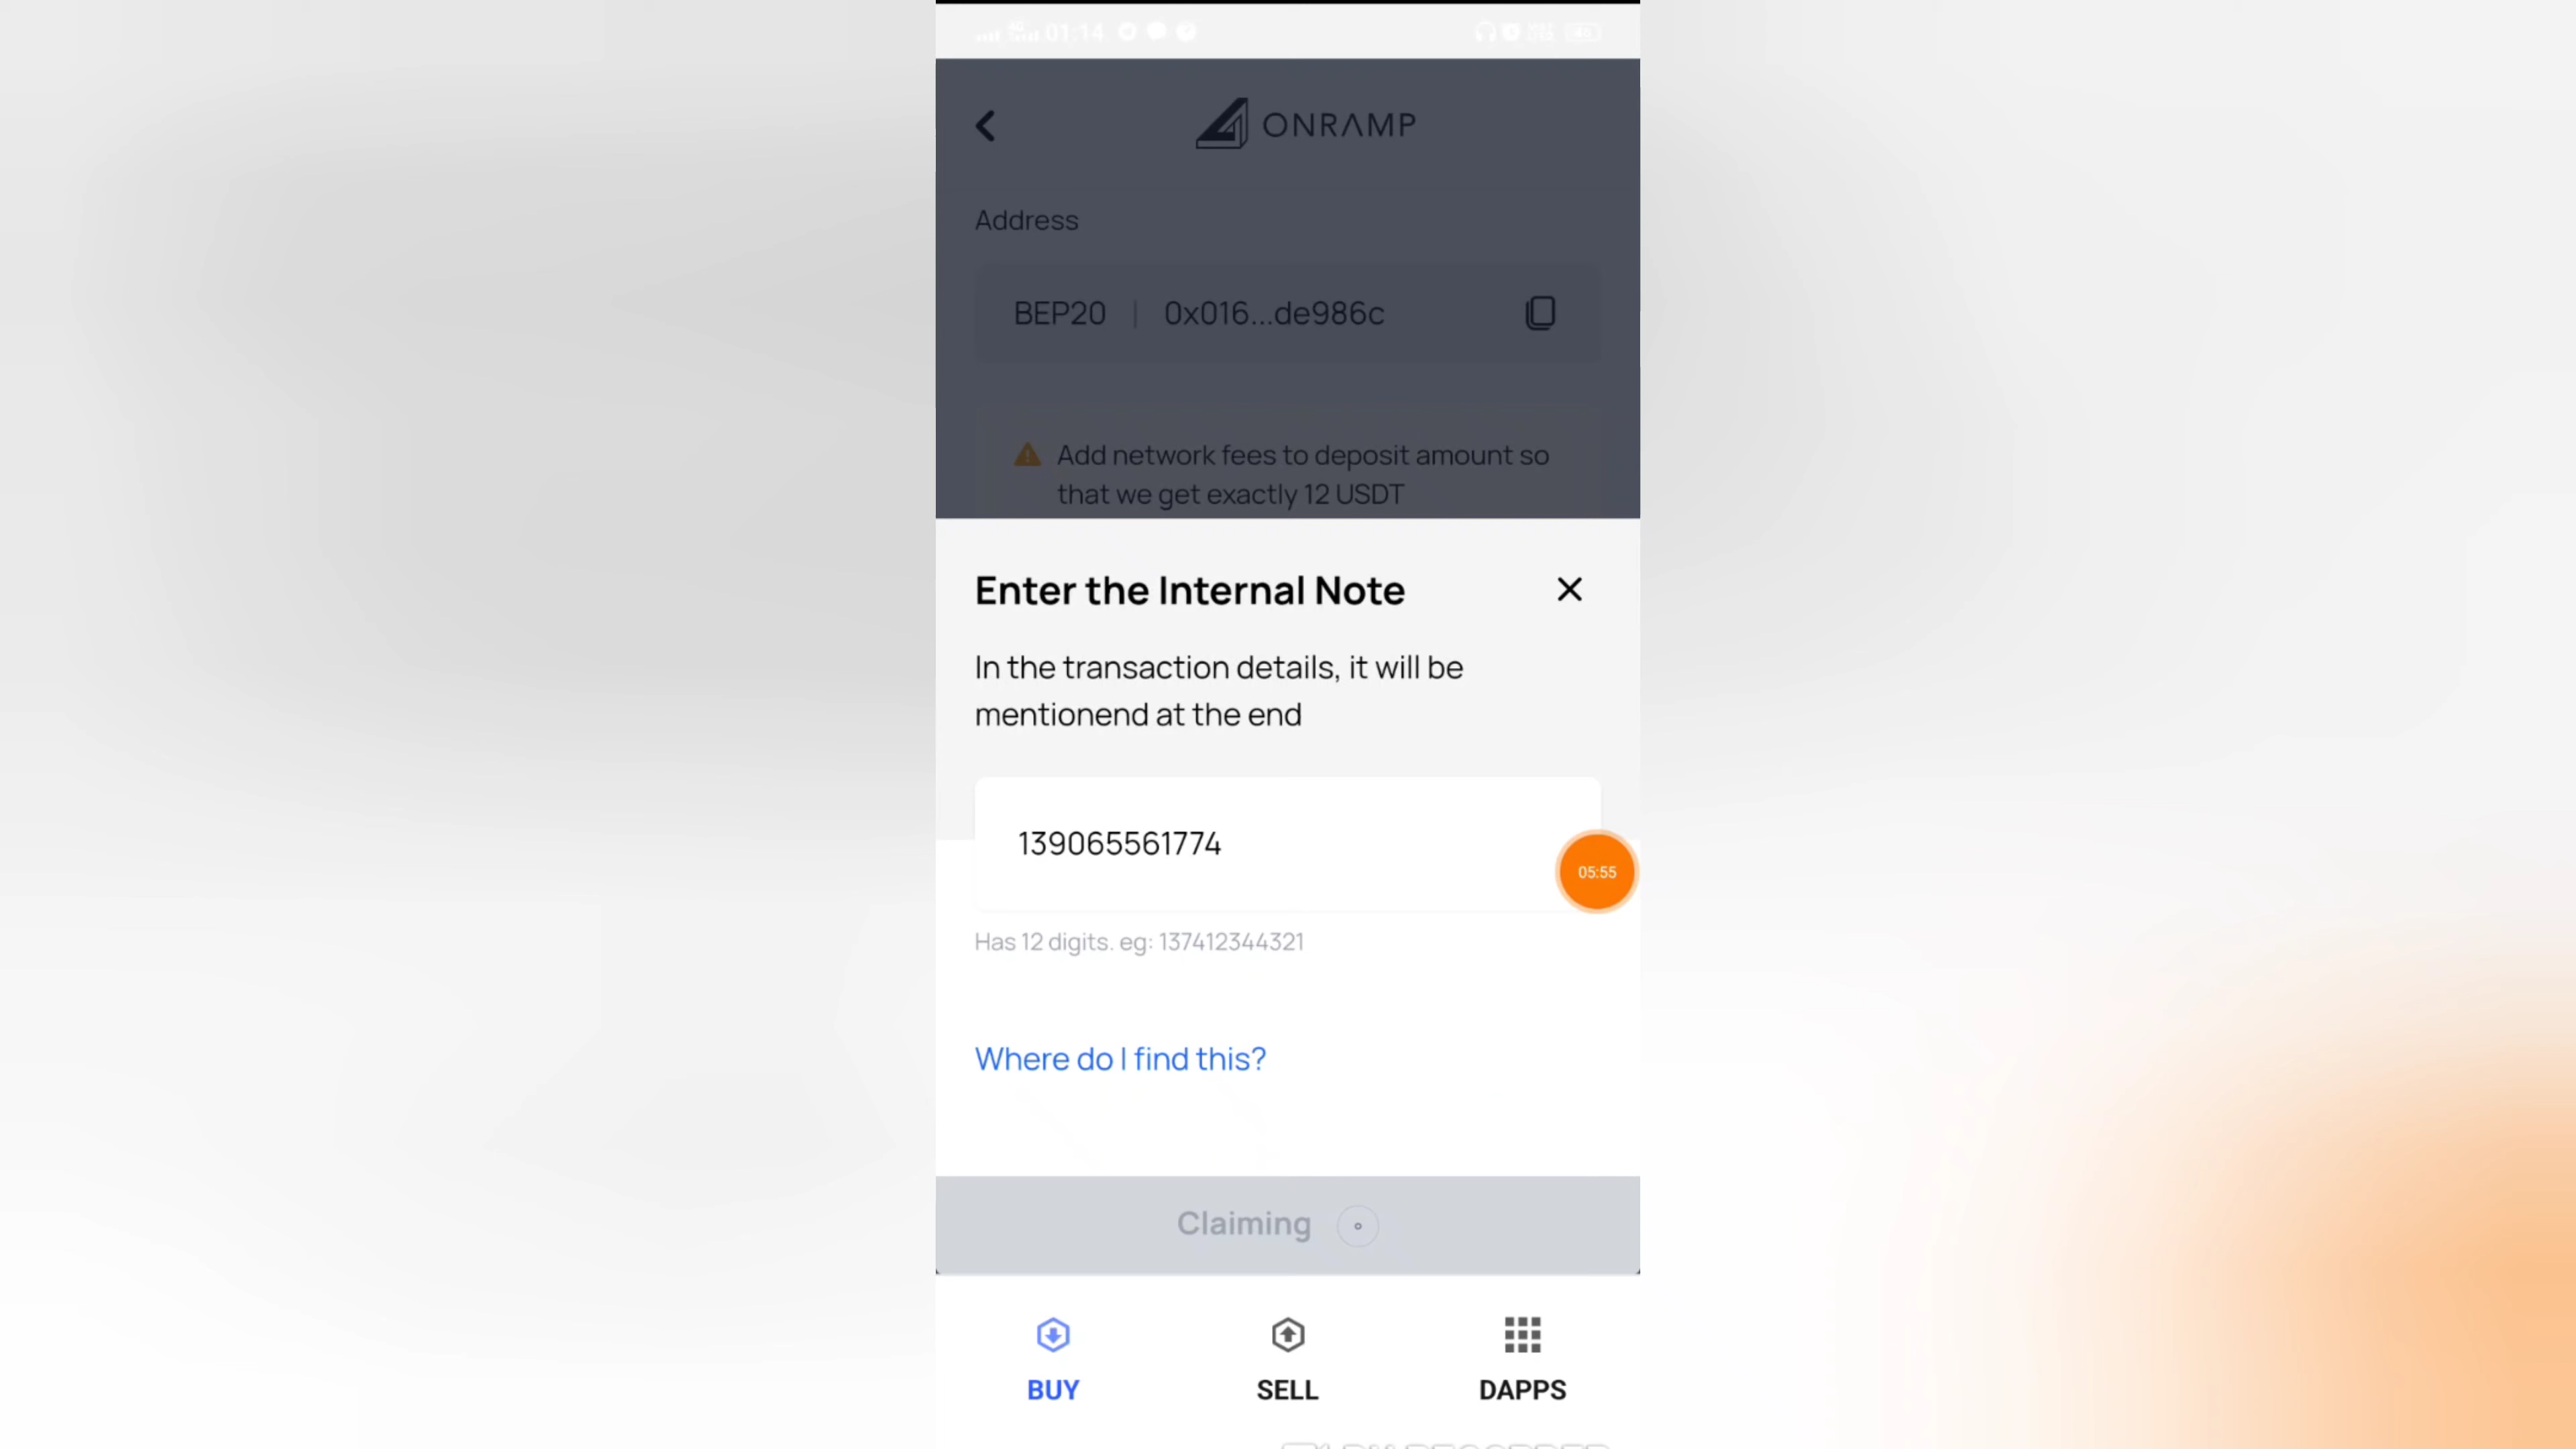 01:14
ONRAMP
Address
BEP20 | 0x016...de986c
Add network fees to deposit amount so
that we get exactly 12 USDT
Enter the Internal Note
In the transaction details, it will be
mentionend at the end
139065561774
05:55
Has 12 digits. eg: 137412344321
Where do I find this?
Claiming
BUY SELL DAPPS